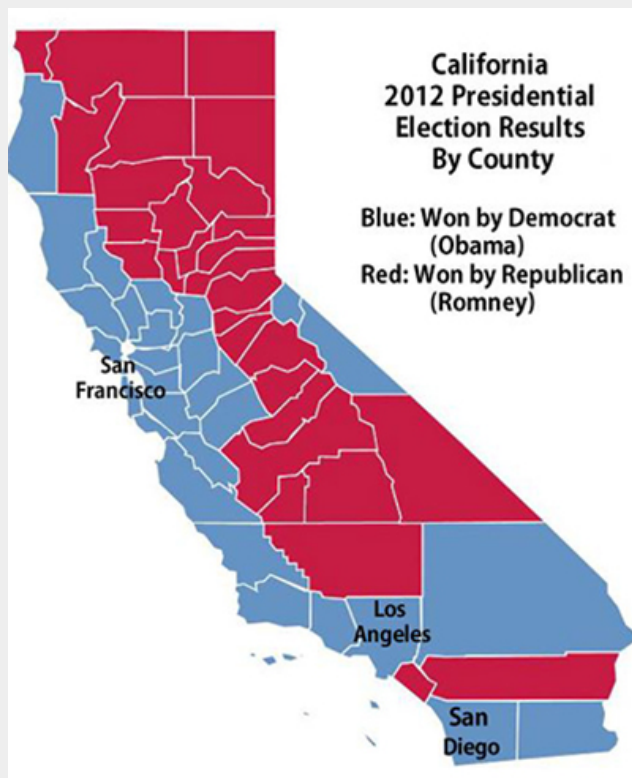 California
2012 Presidential
Election Results
By County
Blue: Won by Democrat
(Obama)
Red: Won by Republican
(Romney)
San
Francisco
Los
Angeles
San
Diego